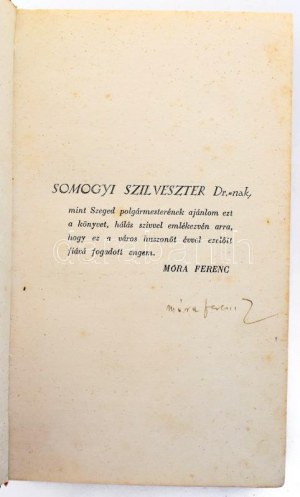 SOMOGYI SZILVESZTER Dr.-nak,
mint Szeged polgármesterének ajánlom ezt
a könyvet, hálás szivvel emlékezvén arra,
hogy ez a város huszonöt évvel ezelőtt
fiává fogadott engem.
MÓRA FERENC
Móra Ferenc